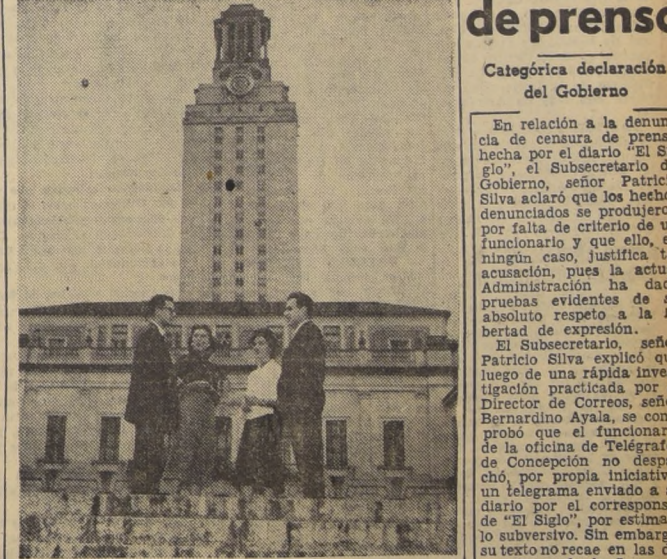 de prens
Categórica declaración
del Gobierno
En relación a la denun
cia de censura de prens
hecha por el diario "El S
glo", el Subsecretario d
Gobierno, señor Patrici
Silva aclaró que los hecho
denunciados se produjero
por falta de criterio de u
funcionario y que ello, e
ningún caso, justifica t
acusación, pues la actu
Administración ha dad
pruebas evidentes de
absoluto respeto a la l
bertad de expresión.
El Subsecretario, seño
Patricio Silva explicó qu
luego de una rápida inves
tigación practicada por
Director de Correos, seño
Bernardino Ayala, se com
probó que el funcionar
de la oficina de Telégraf
de Concepción no despa
chó, por propia iniciativ
un telegrama enviado a
diario por el correspons
de "El Siglo", por estima
lo subversivo. Sin embar
su texto no recae en las